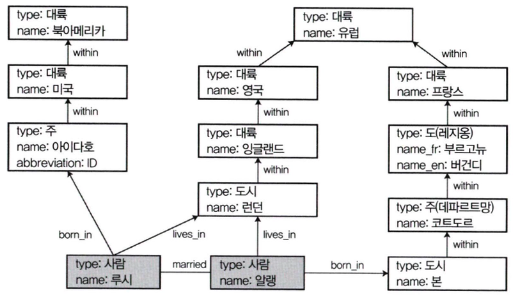 type: 대륙
name: 북아메리카
within
type: 대륙
name: 미국
within
type: 주
name: 아이다호
abbreviation: ID
born_in
type: 대륙
name: 유럽
within
within
type: 대륙
name: 영국
within
type: 대륙
name: 잉글랜드
within
type: 도시
name: 런던
lives_in
lives_in
type: 대륙
name: 프랑스
within
type: 도(레지옹)
name_fr: 부르고뉴
name_en: 버건디
within
type: 주(데파르트망)
name: 코트도르
within
type: 사람
name: 루시
married
type: 사람
name: 알랭
born_in
type: 도시
name: 본